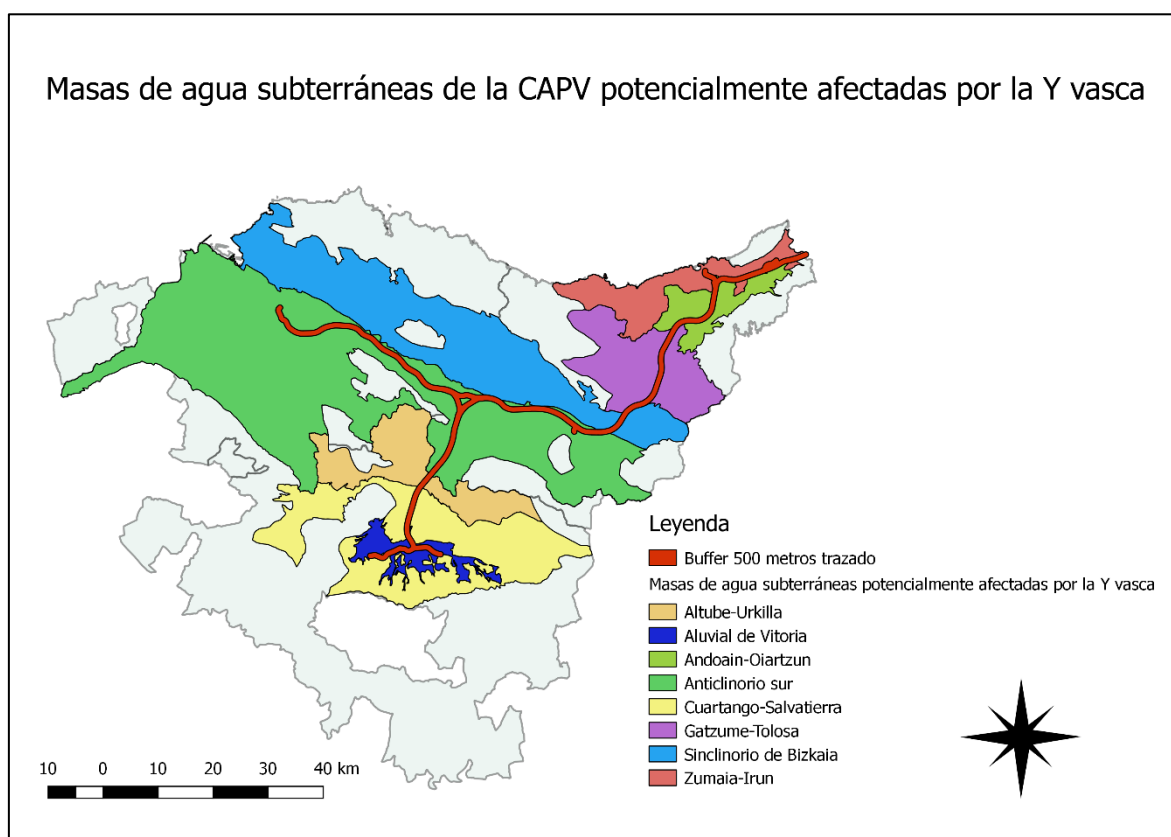 Masas de agua subterráneas de la CAPV potencialmente afectadas por la Y vasca
Leyenda
Buffer 500 metros trazado
Masas de agua subterráneas potencialmente afectadas por la Y vasca
Altube-Urkilla
Aluvial de Vitoria
Andoain-Oiartzun
Anticlinorio sur
Cuartango-Salvatierra
Gatzume-Tolosa
Sinclinorio de Bizkaia
Zumaia-Irun
10 0 10 20 30 40 km